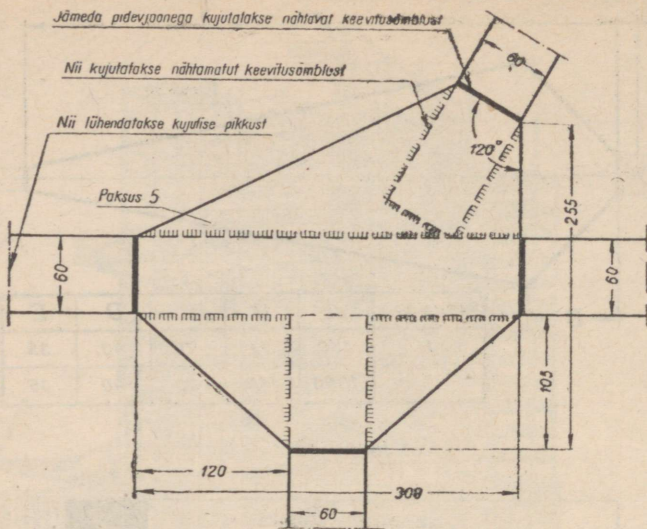 Jämeda pidevjoonega kujutatakse nähtavat keevitusõmblust
60
Nii kujutatakse nähtamatut keevitusõmblust
Nii lühendatakse kujutise pikkust
120°
Paksus 5
255
60
60
105
120
300
60